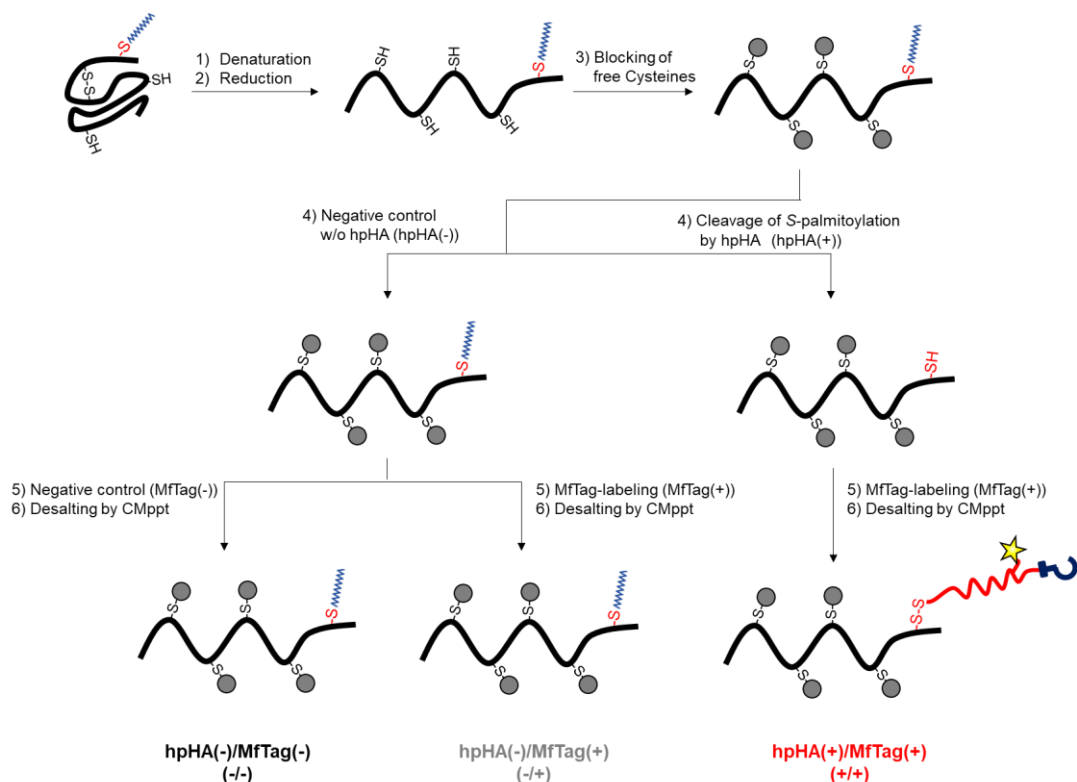 S
S-S
SH
SH
1) Denaturation
2) Reduction
SH
SH
S
SH
SH
3) Blocking of
free Cysteines
S
S
S
S
S
4) Negative control
w/o hpHA (hpHA(-))
4) Cleavage of S-palmitoylation
by hpHA (hpHA(+))
S
S
S
S
S
S
S
SH
S
S
5) Negative control (MfTag(-))
6) Desalting by CMppt
5) MfTag-labeling (MfTag(+))
6) Desalting by CMppt
5) MfTag-labeling (MfTag(+))
6) Desalting by CMppt
S
S
S
S
S
S
S
S
S
S
S
S
S-S
S
S
hpHA(-)/MfTag(-)
(-/-)
hpHA(-)/MfTag(+)
(-/+)
hpHA(+)/MfTag(+)
(+/+)